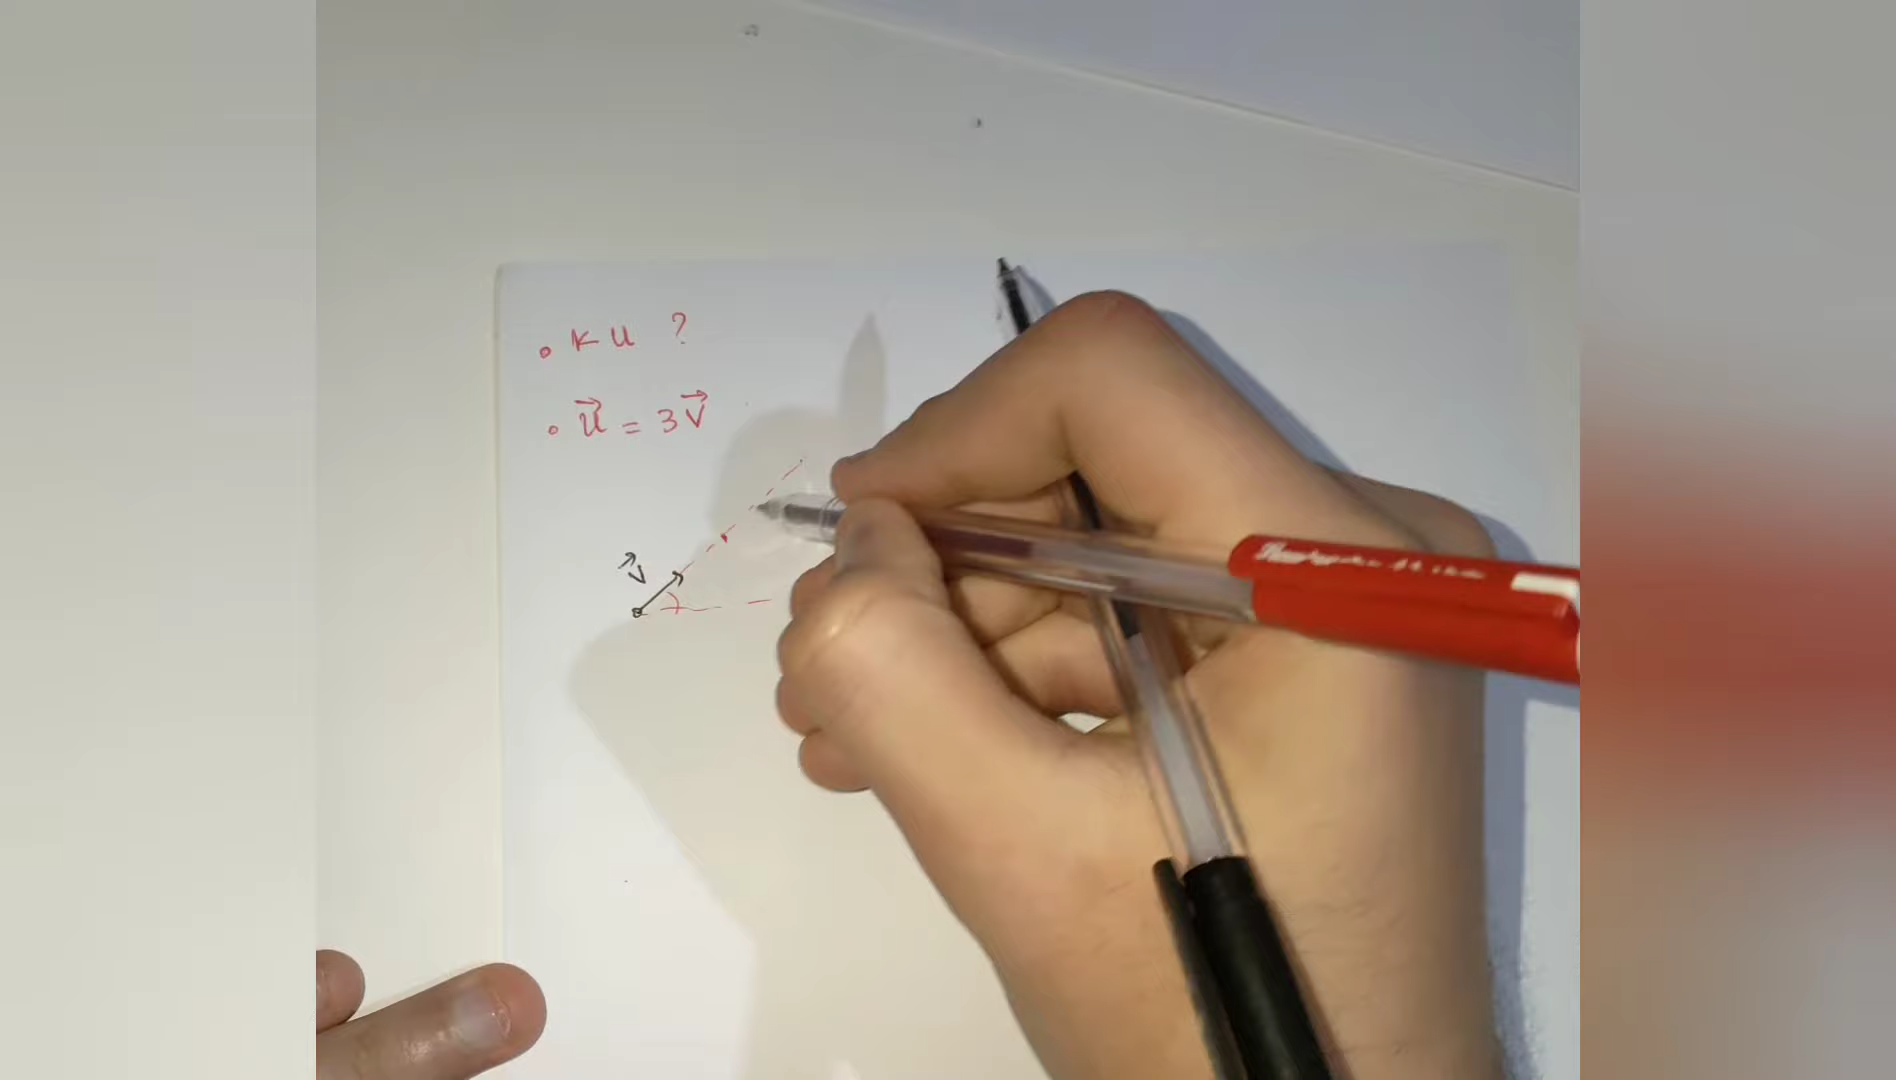 • K U ?
• u⃗ = 3v⃗
v⃗